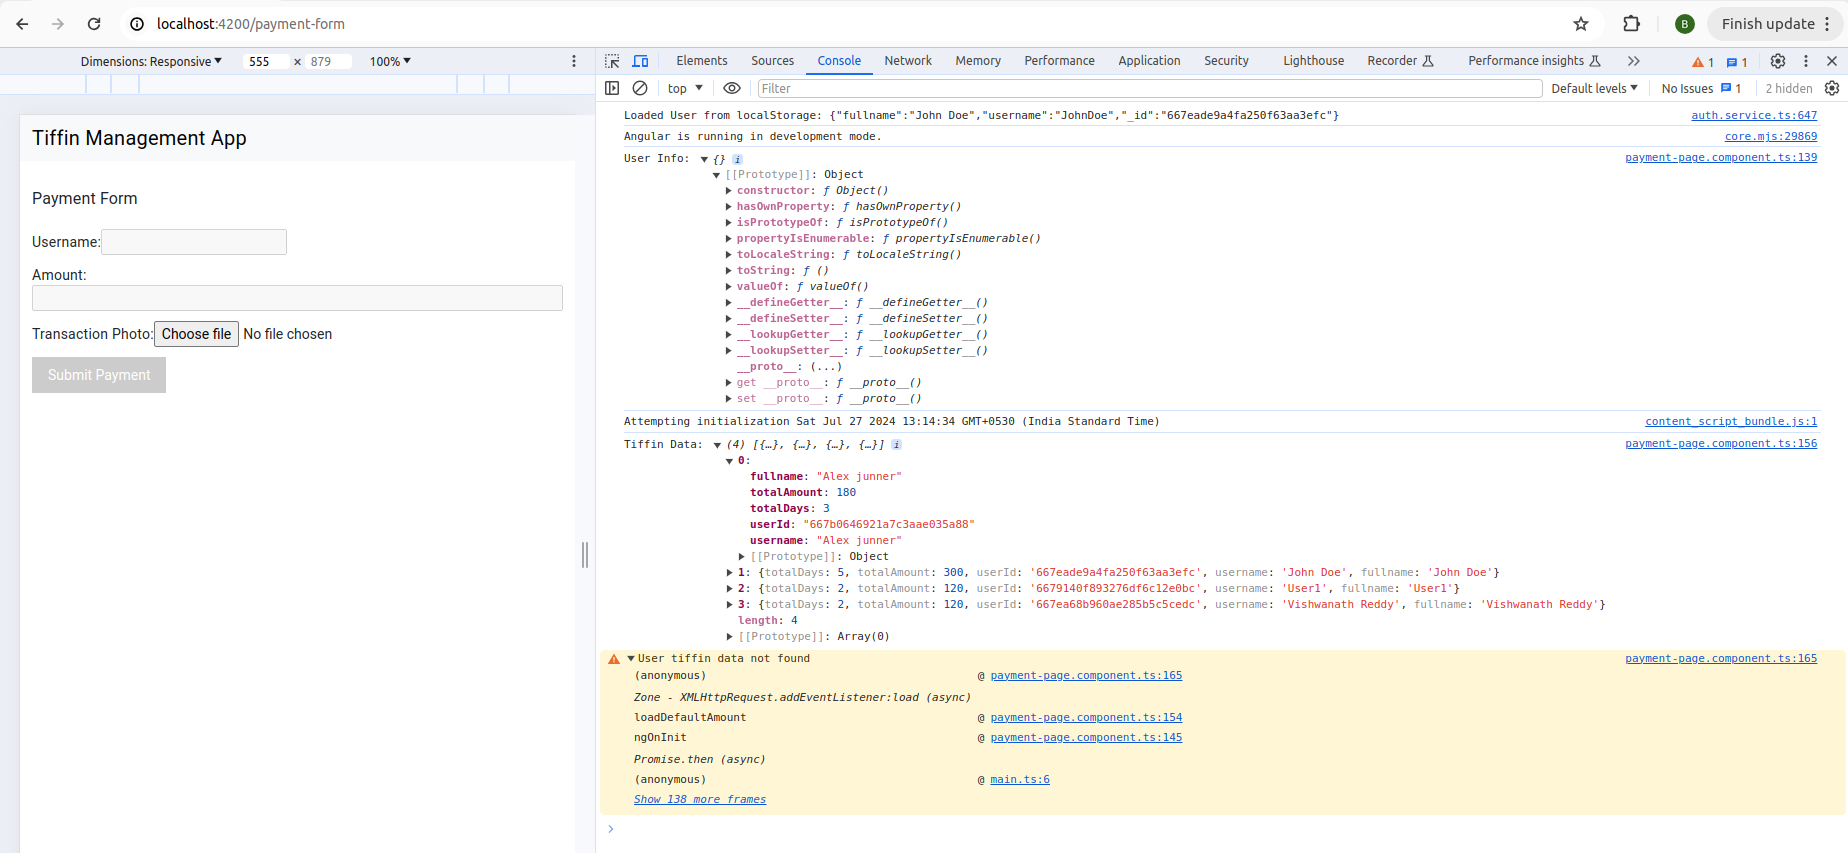 localhost:4200/payment-form
B
Finish update
Dimensions: Responsive
555 × 879
100%
Elements Sources Console Network Memory Performance Application Security Lighthouse Recorder Performance insights
1 1
top
Filter
Default levels
No Issues 1
2 hidden
Tiffin Management App
Payment Form
Username:
Amount:
Transaction Photo: Choose file No file chosen
Submit Payment
Loaded User from localStorage: {"fullname":"John Doe","username":"JohnDoe","_id":"667eade9a4fa250f63aa3efc"} auth.service.ts:647
Angular is running in development mode. core.mjs:29869
User Info: {} i payment-page.component.ts:139
[[Prototype]]: Object
constructor: ƒ Object()
hasOwnProperty: ƒ hasOwnProperty()
isPrototypeOf: ƒ isPrototypeOf()
propertyIsEnumerable: ƒ propertyIsEnumerable()
toLocaleString: ƒ toLocaleString()
toString: ƒ ()
valueOf: ƒ valueOf()
__defineGetter__: ƒ __defineGetter__()
__defineSetter__: ƒ __defineSetter__()
__lookupGetter__: ƒ __lookupGetter__()
__lookupSetter__: ƒ __lookupSetter__()
__proto__: (...)
get __proto__: ƒ __proto__()
set __proto__: ƒ __proto__()
Attempting initialization Sat Jul 27 2024 13:14:34 GMT+0530 (India Standard Time) content_script_bundle.js:1
Tiffin Data: (4) [{…}, {…}, {…}, {…}] i payment-page.component.ts:156
0:
fullname: "Alex junner"
totalAmount: 180
totalDays: 3
userId: "667b0646921a7c3aae035a88"
username: "Alex junner"
[[Prototype]]: Object
1: {totalDays: 5, totalAmount: 300, userId: '667eade9a4fa250f63aa3efc', username: 'John Doe', fullname: 'John Doe'}
2: {totalDays: 2, totalAmount: 120, userId: '6679140f893276df6c12e0bc', username: 'User1', fullname: 'User1'}
3: {totalDays: 2, totalAmount: 120, userId: '667ea68b960ae285b5c5cedc', username: 'Vishwanath Reddy', fullname: 'Vishwanath Reddy'}
length: 4
[[Prototype]]: Array(0)
User tiffin data not found payment-page.component.ts:165
(anonymous) @ payment-page.component.ts:165
Zone - XMLHttpRequest.addEventListener:load (async)
loadDefaultAmount @ payment-page.component.ts:154
ngOnInit @ payment-page.component.ts:145
Promise.then (async)
(anonymous) @ main.ts:6
Show 138 more frames